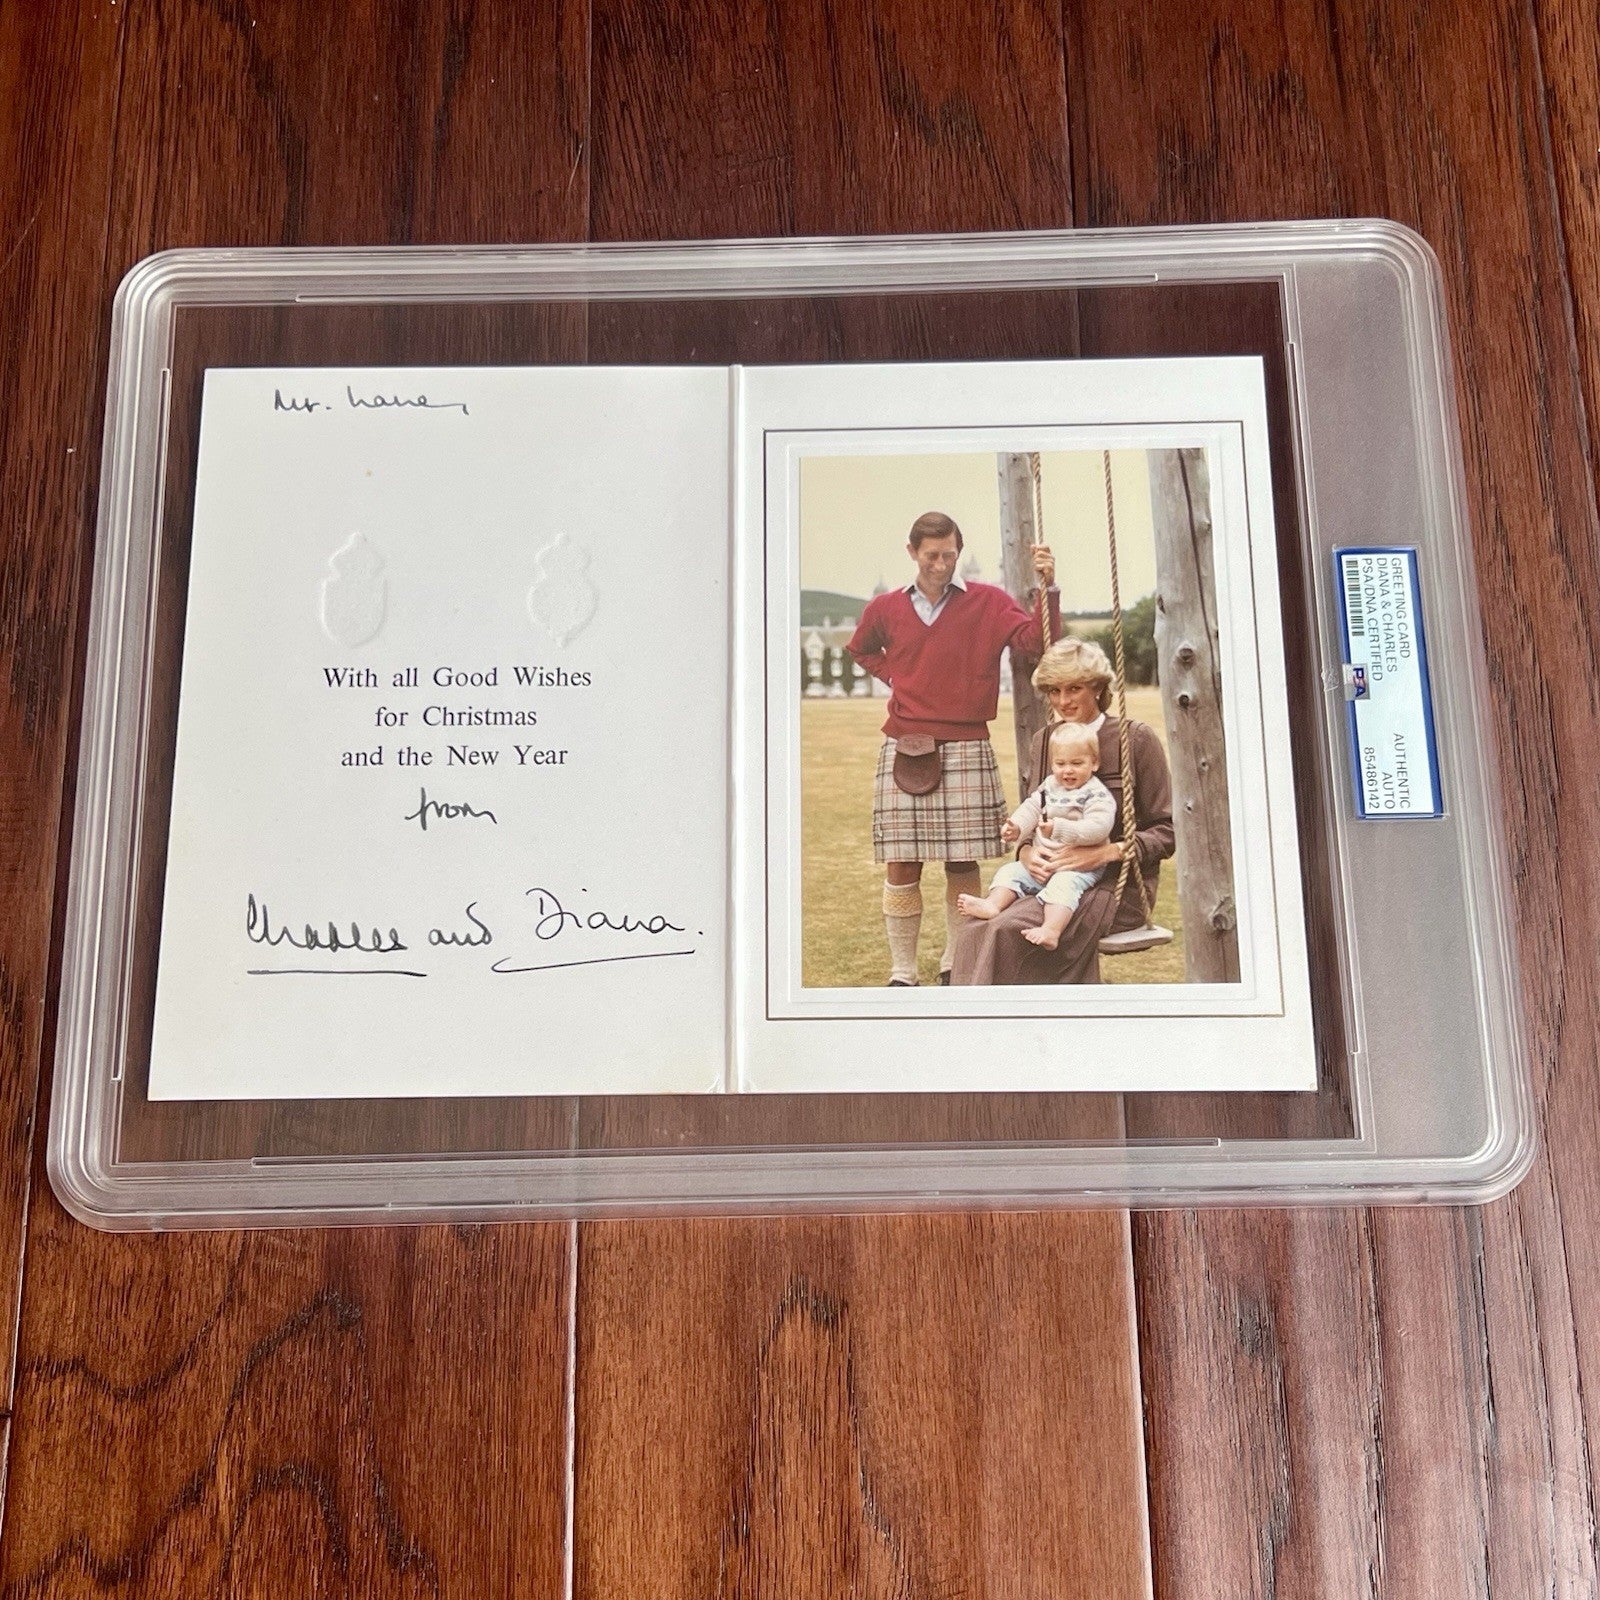 Mr.
With all Good Wishes
for Christmas
and the New Year
from
Charles and Diana.
GREETING CARD
DIANA & CHARLES
PSA/DNA CERTIFIED
PSA
AUTHENTIC
AUTO
85486142